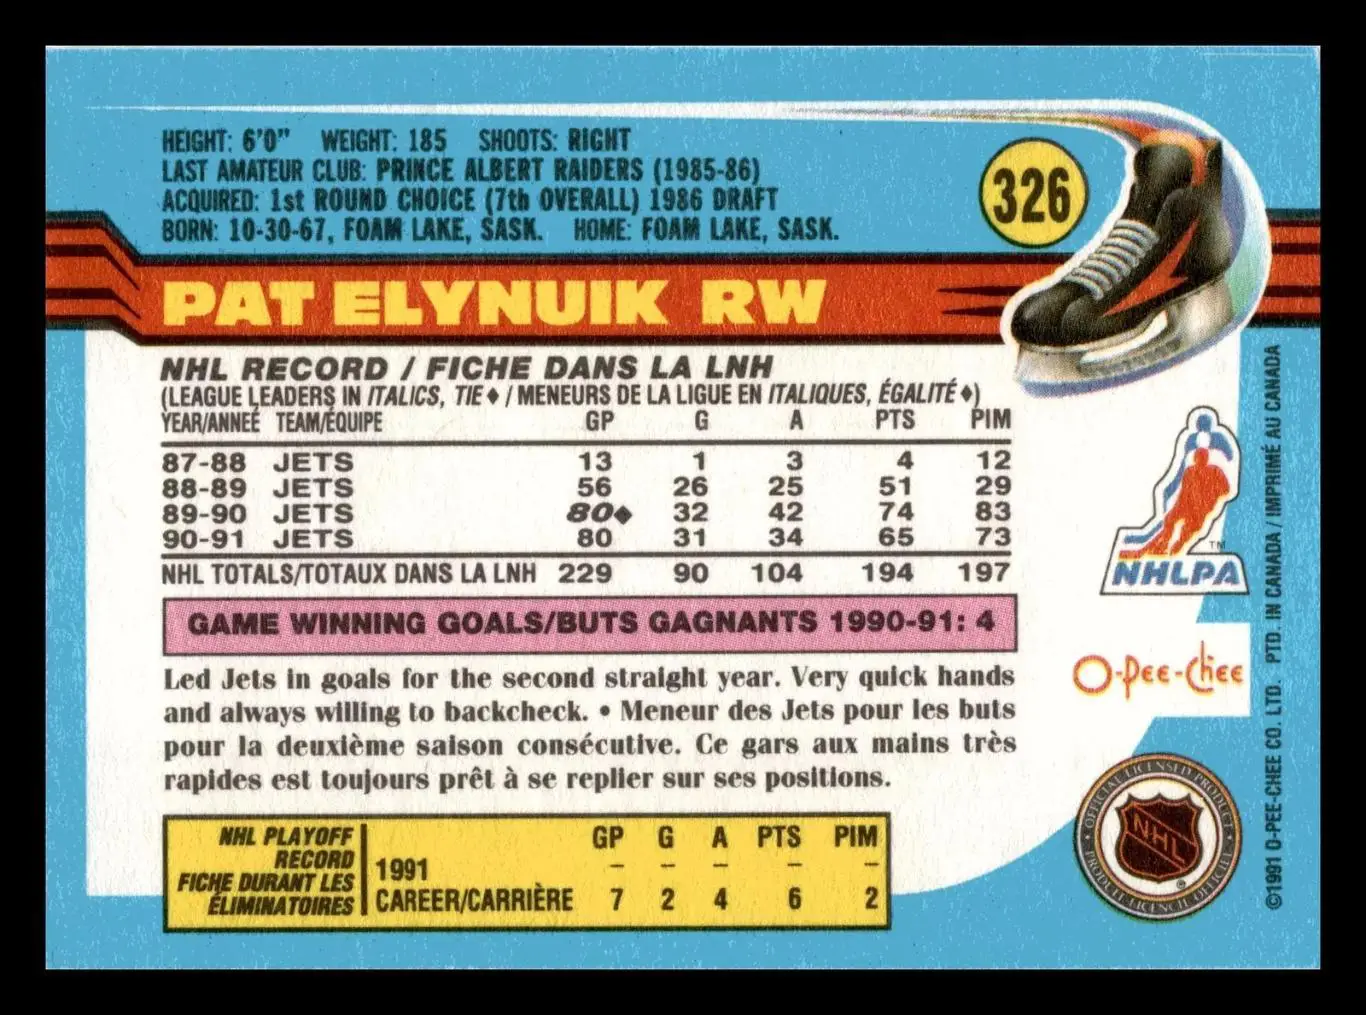 HEIGHT: 6'0" WEIGHT: 185 SHOOTS: RIGHT
LAST AMATEUR CLUB: PRINCE ALBERT RAIDERS (1985-86)
ACQUIRED: 1st ROUND CHOICE (7th OVERALL) 1986 DRAFT
BORN: 10-30-67, FOAM LAKE, SASK. HOME: FOAM LAKE, SASK.
326
PAT ELYNUIK RW
NHL RECORD / FICHE DANS LA LNH
(LEAGUE LEADERS IN ITALICS, TIE ♦ / MENEURS DE LA LIGUE EN ITALIQUES, ÉGALITÉ ♦)
YEAR/ANNEÉ TEAM/ÉQUIPE GP G A PTS PIM
87-88 JETS 13 1 3 4 12
88-89 JETS 56 26 25 51 29
89-90 JETS 80♦ 32 42 74 83
90-91 JETS 80 31 34 65 73
NHL TOTALS/TOTAUX DANS LA LNH 229 90 104 194 197
GAME WINNING GOALS/BUTS GAGNANTS 1990-91: 4
Led Jets in goals for the second straight year. Very quick hands
and always willing to backcheck. • Meneur des Jets pour les buts
pour la deuxième saison consécutive. Ce gars aux mains très
rapides est toujours prêt à se replier sur ses positions.
NHL PLAYOFF
RECORD
FICHE DURANT LES
ÉLIMINATOIRES
GP G A PTS PIM
1991 – – – – –
CAREER/CARRIÈRE 7 2 4 6 2
TM
NHLPA
O-Pee-Chee
OFFICIAL LICENSED PRODUCT
NHL
©
PRODUIT LICENCIÉ OFFICIEL
©1991 O-PEE-CHEE CO. LTD. PTD. IN CANADA / IMPRIMÉ AU CANADA